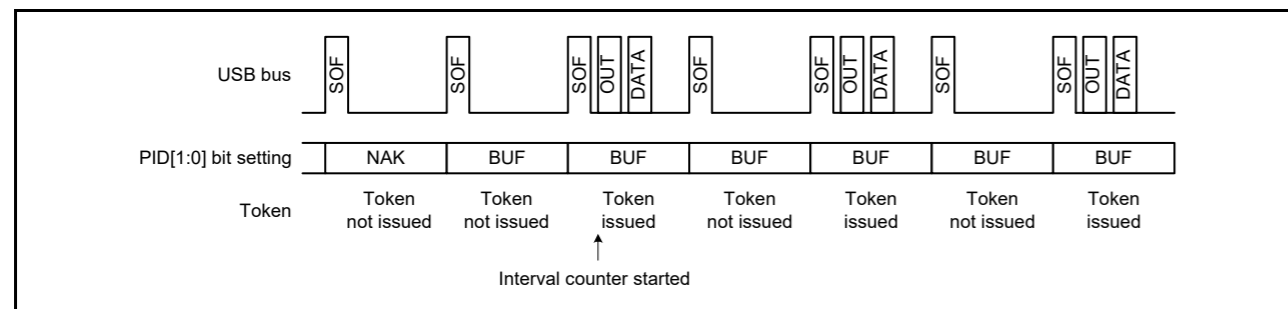 USB bus
SOF SOF SOF OUT DATA SOF SOF OUT DATA SOF SOF OUT DATA
PID[1:0] bit setting NAK BUF BUF BUF BUF BUF BUF
Token Token Token Token Token Token Token Token
not issued not issued issued not issued issued not issued issued
Interval counter started